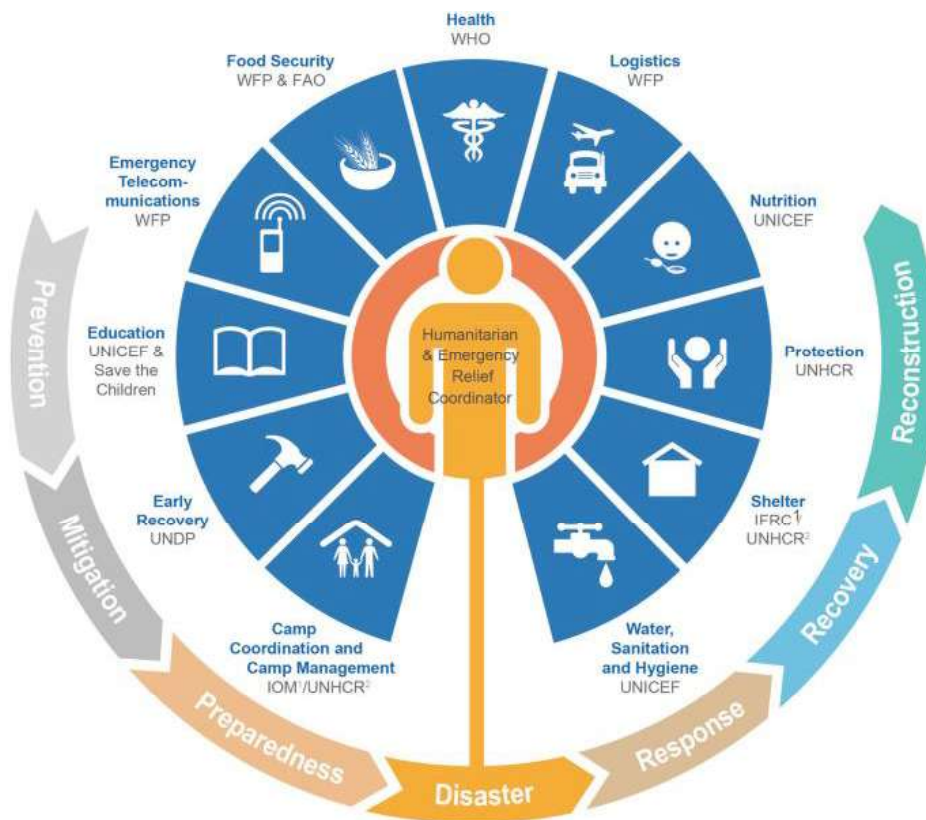 Health
WHO
Food Security
WFP & FAO
Logistics
WFP
Emergency
Telecom-
munications
WFP
Nutrition
UNICEF
Education
UNICEF &
Save the
Children
Humanitarian
& Emergency
Relief
Coordinator
Protection
UNHCR
Early
Recovery
UNDP
Shelter
IFRC¹/
UNHCR²
Camp
Coordination and
Camp Management
IOM¹/UNHCR²
Water,
Sanitation
and Hygiene
UNICEF
Prevention
Mitigation
Preparedness
Disaster
Response
Recovery
Reconstruction